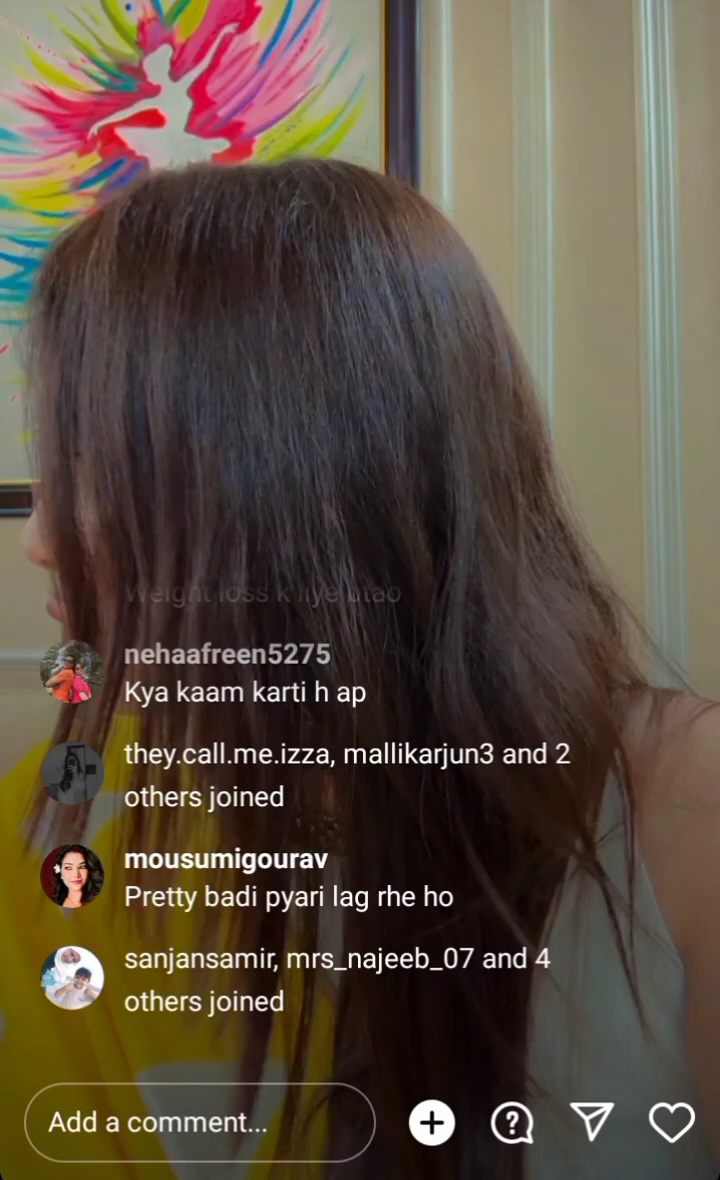 Weight loss k liye btao
nehaafreen5275
Kya kaam karti h ap
they.call.me.izza, mallikarjun3 and 2
others joined
mousumigourav
Pretty badi pyari lag rhe ho
sanjansamir, mrs_najeeb_07 and 4
others joined
Add a comment...